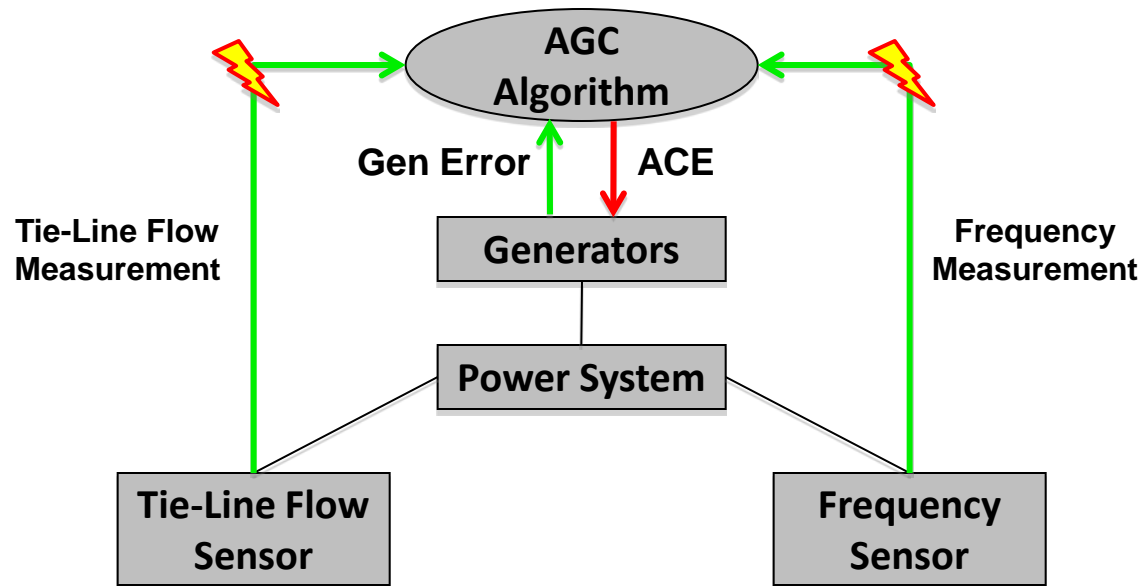 AGC
Algorithm
Gen Error
ACE
Tie-Line Flow
Measurement
Generators
Frequency
Measurement
Power System
Tie-Line Flow
Sensor
Frequency
Sensor